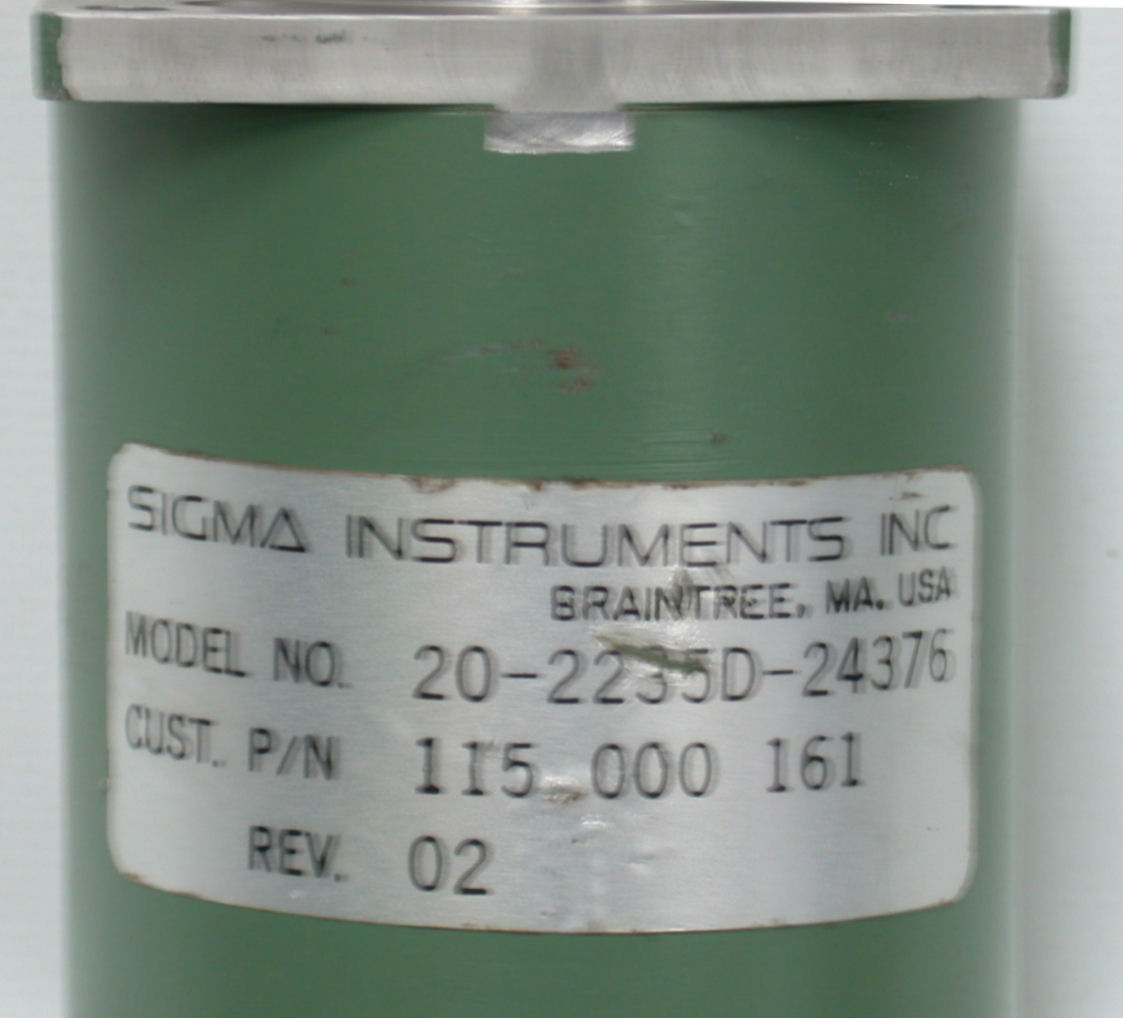 SIGMA INSTRUMENTS INC
BRAINTREE, MA. USA
MODEL NO. 20-2235D-24376
CUST. P/N 115 000 161
REV. 02